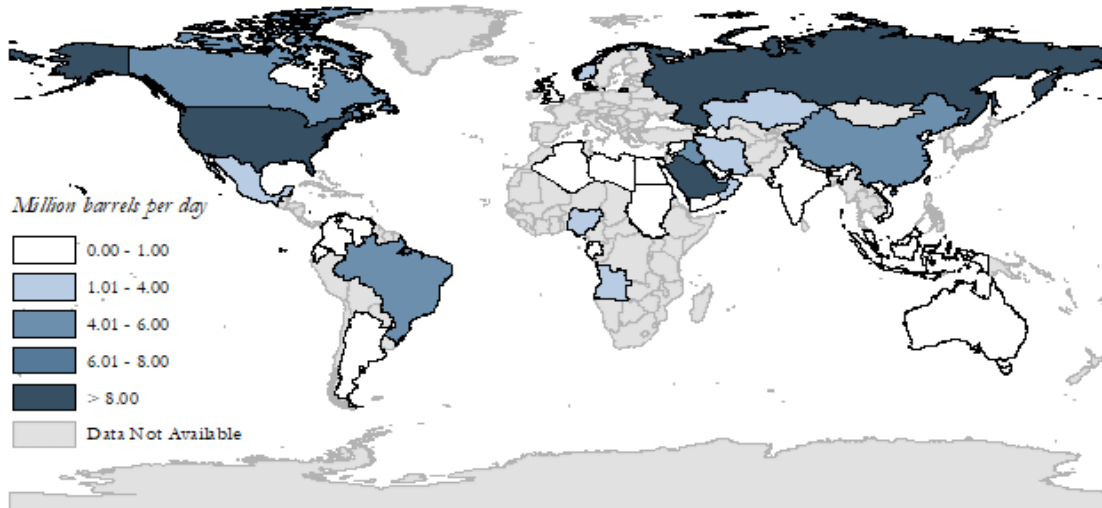 Million barrels per day
0.00 - 1.00
1.01 - 4.00
4.01 - 6.00
6.01 - 8.00
> 8.00
Data Not Available